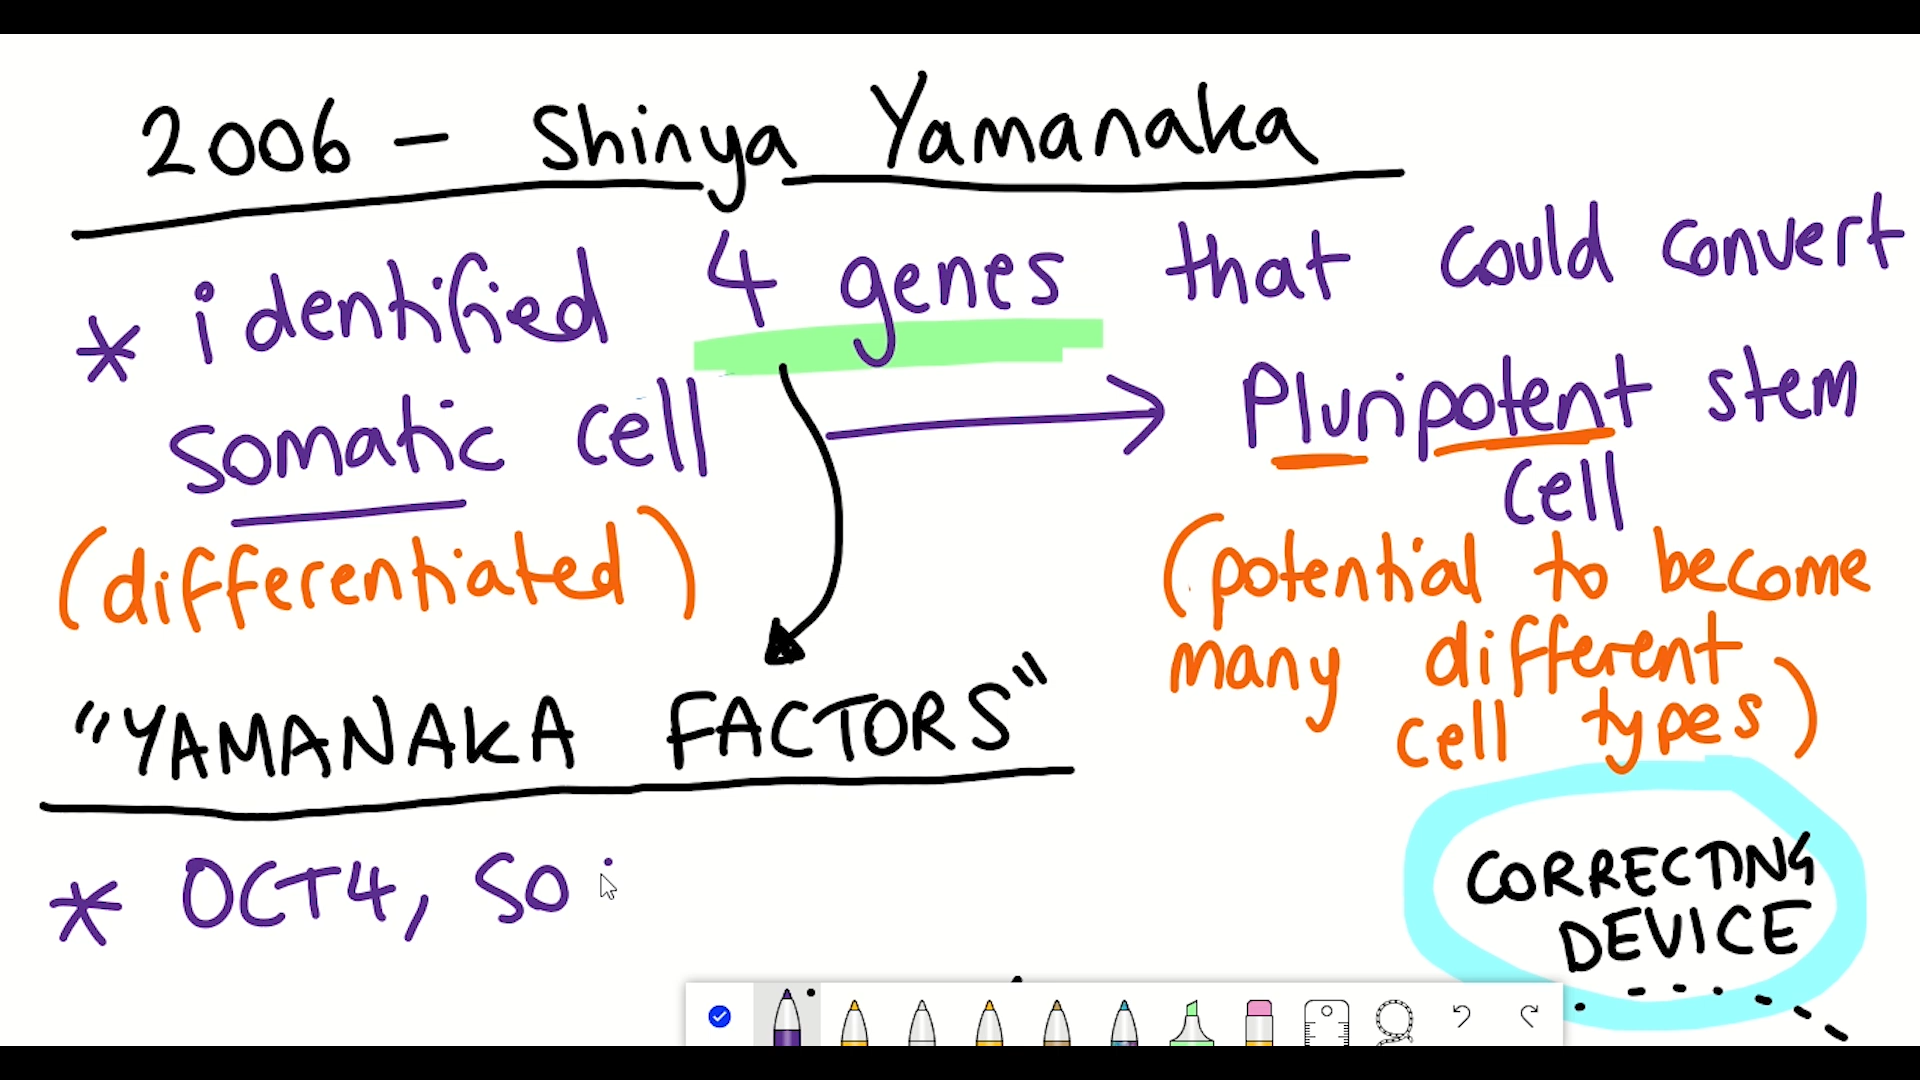 2006 - Shinya Yamanaka
* identified 4 genes that could convert
somatic cell → Pluripotent stem
cell
(differentiated)
(potential to become
many different
cell types)
"YAMANAKA FACTORS"
* OCT4, SO
CORRECTING
DEVICE